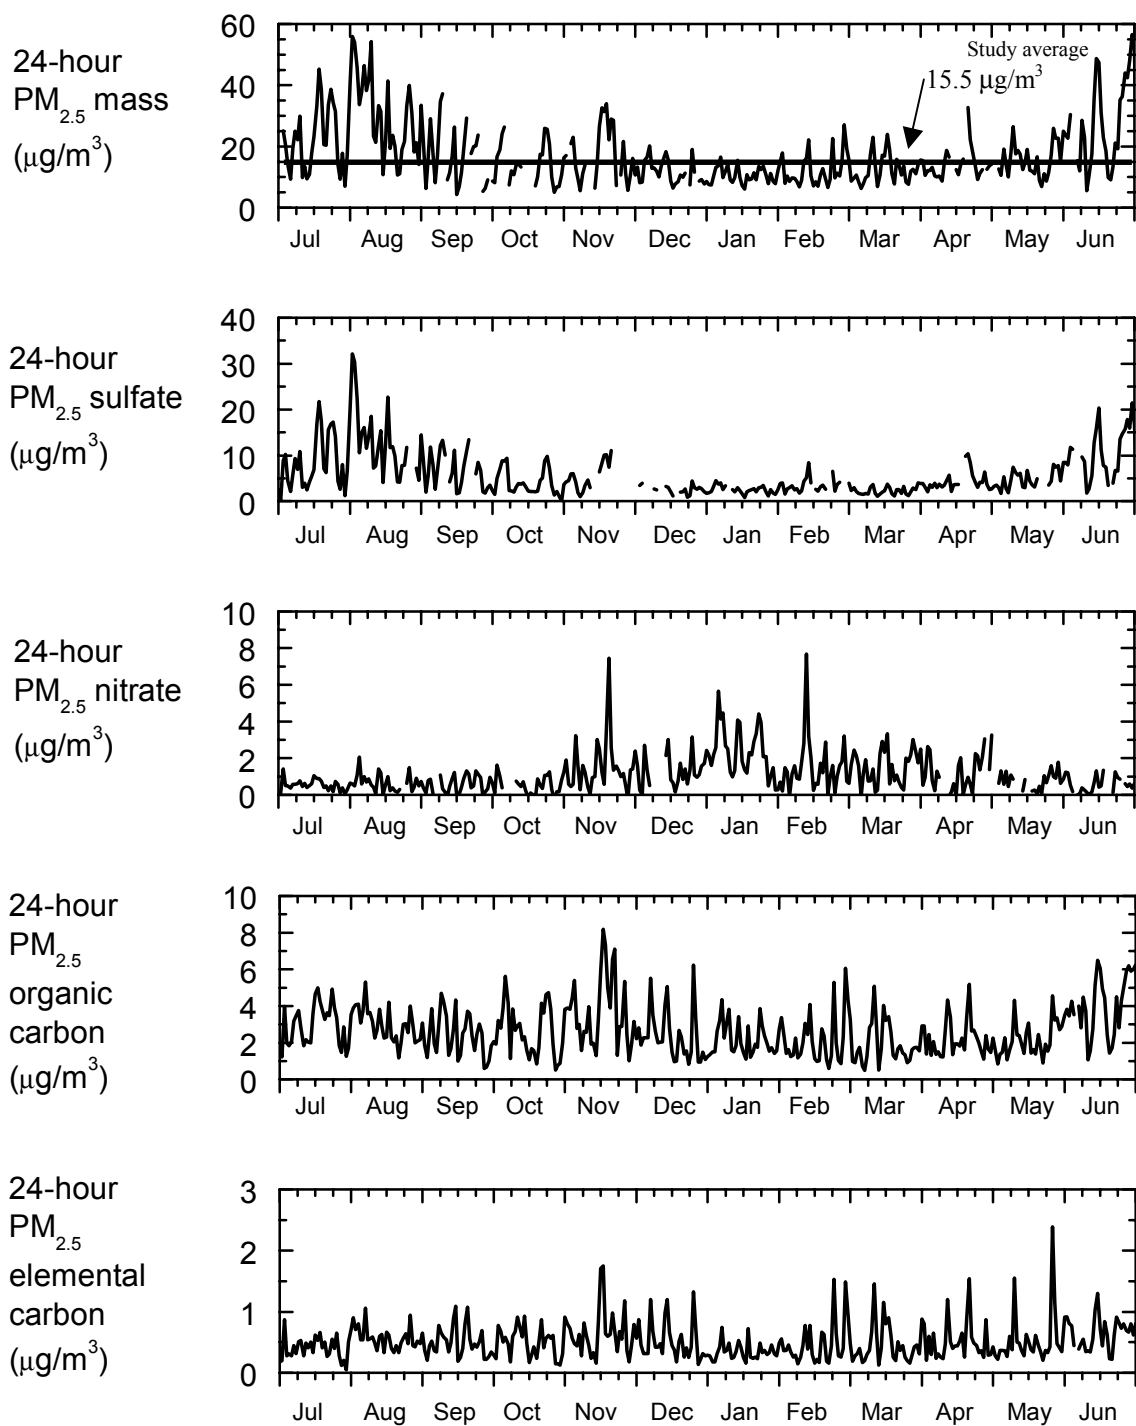 24-hour
PM2.5 mass
(μg/m3)
60
40
20
0
Study average
15.5 μg/m3
Jul Aug Sep Oct Nov Dec Jan Feb Mar Apr May Jun
24-hour
PM2.5 sulfate
(μg/m3)
40
30
20
10
0
Jul Aug Sep Oct Nov Dec Jan Feb Mar Apr May Jun
24-hour
PM2.5 nitrate
(μg/m3)
10
8
6
4
2
0
Jul Aug Sep Oct Nov Dec Jan Feb Mar Apr May Jun
24-hour
PM2.5
organic
carbon
(μg/m3)
10
8
6
4
2
0
Jul Aug Sep Oct Nov Dec Jan Feb Mar Apr May Jun
24-hour
PM2.5
elemental
carbon
(μg/m3)
3
2
1
0
Jul Aug Sep Oct Nov Dec Jan Feb Mar Apr May Jun